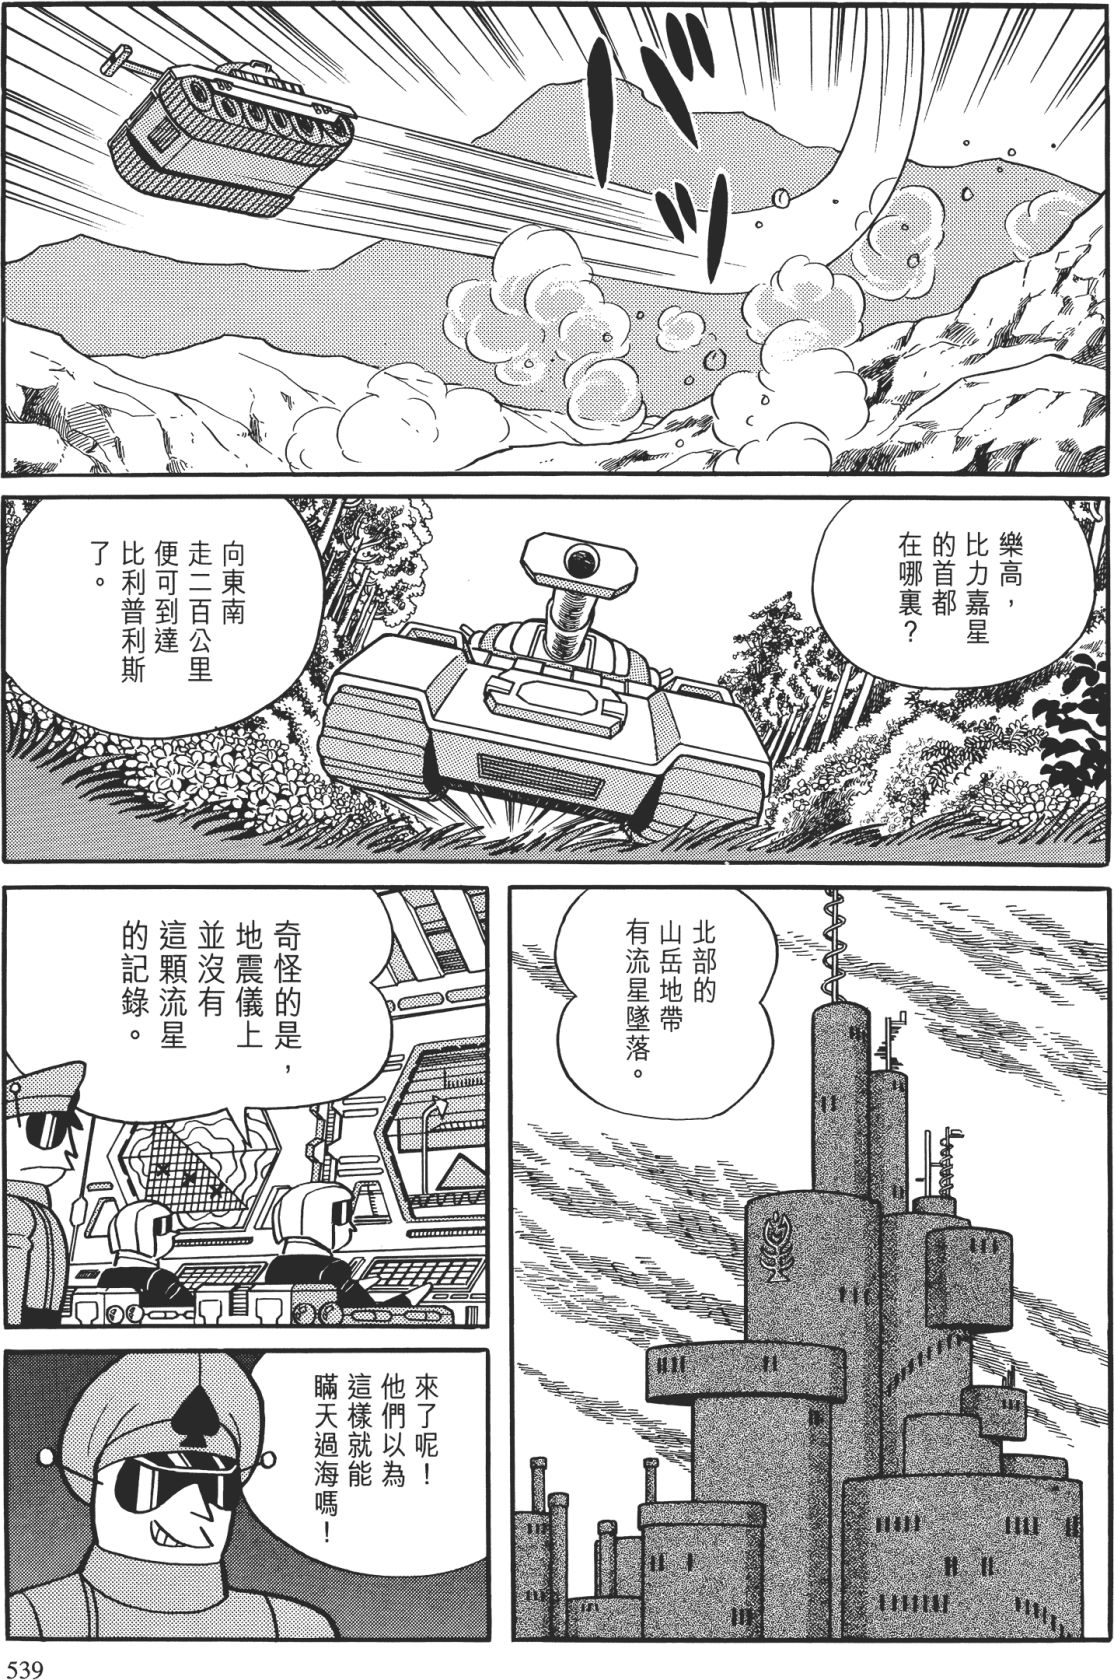 樂高，
比力嘉星
的首都
在哪裏？
向東南
走二百公里
便可到達
比利普利斯
了。
北部的
山岳地帶
有流星墜落。
奇怪的是，
地震儀上
並沒有
這顆流星
的記錄。
來了呢！
他們以為
這樣就能
瞞天過海嗎！
539